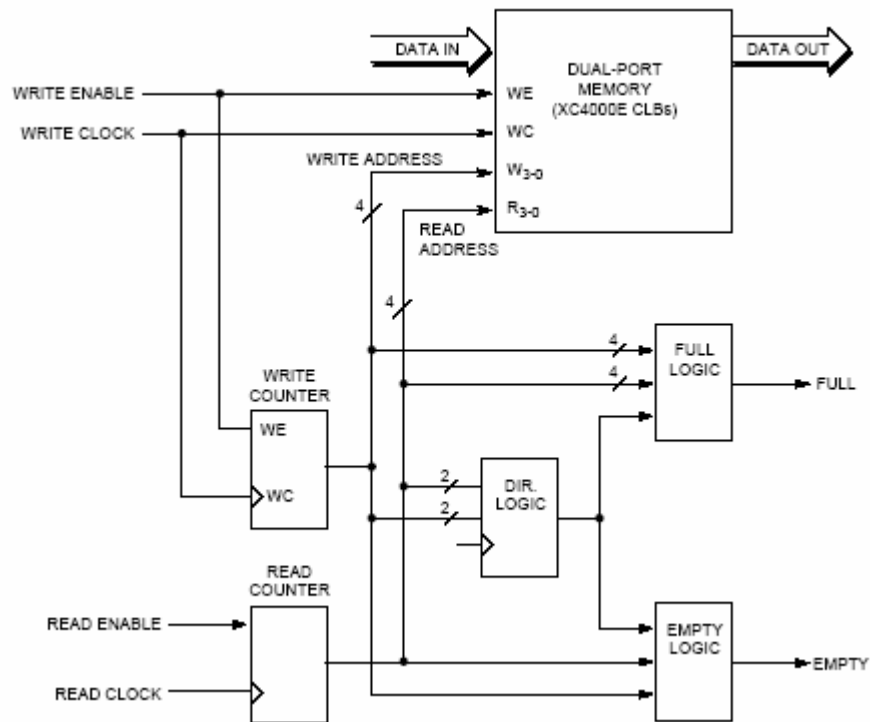 DATA IN
DUAL-PORT
MEMORY
(XC4000E CLBs)
DATA OUT
WRITE ENABLE
WE
WRITE CLOCK
WC
WRITE ADDRESS
W3-0
4
R3-0
READ
ADDRESS
4
4
FULL
LOGIC
4
FULL
WRITE
COUNTER
WE
WC
2
DIR.
LOGIC
2
READ
COUNTER
READ ENABLE
EMPTY
LOGIC
EMPTY
READ CLOCK